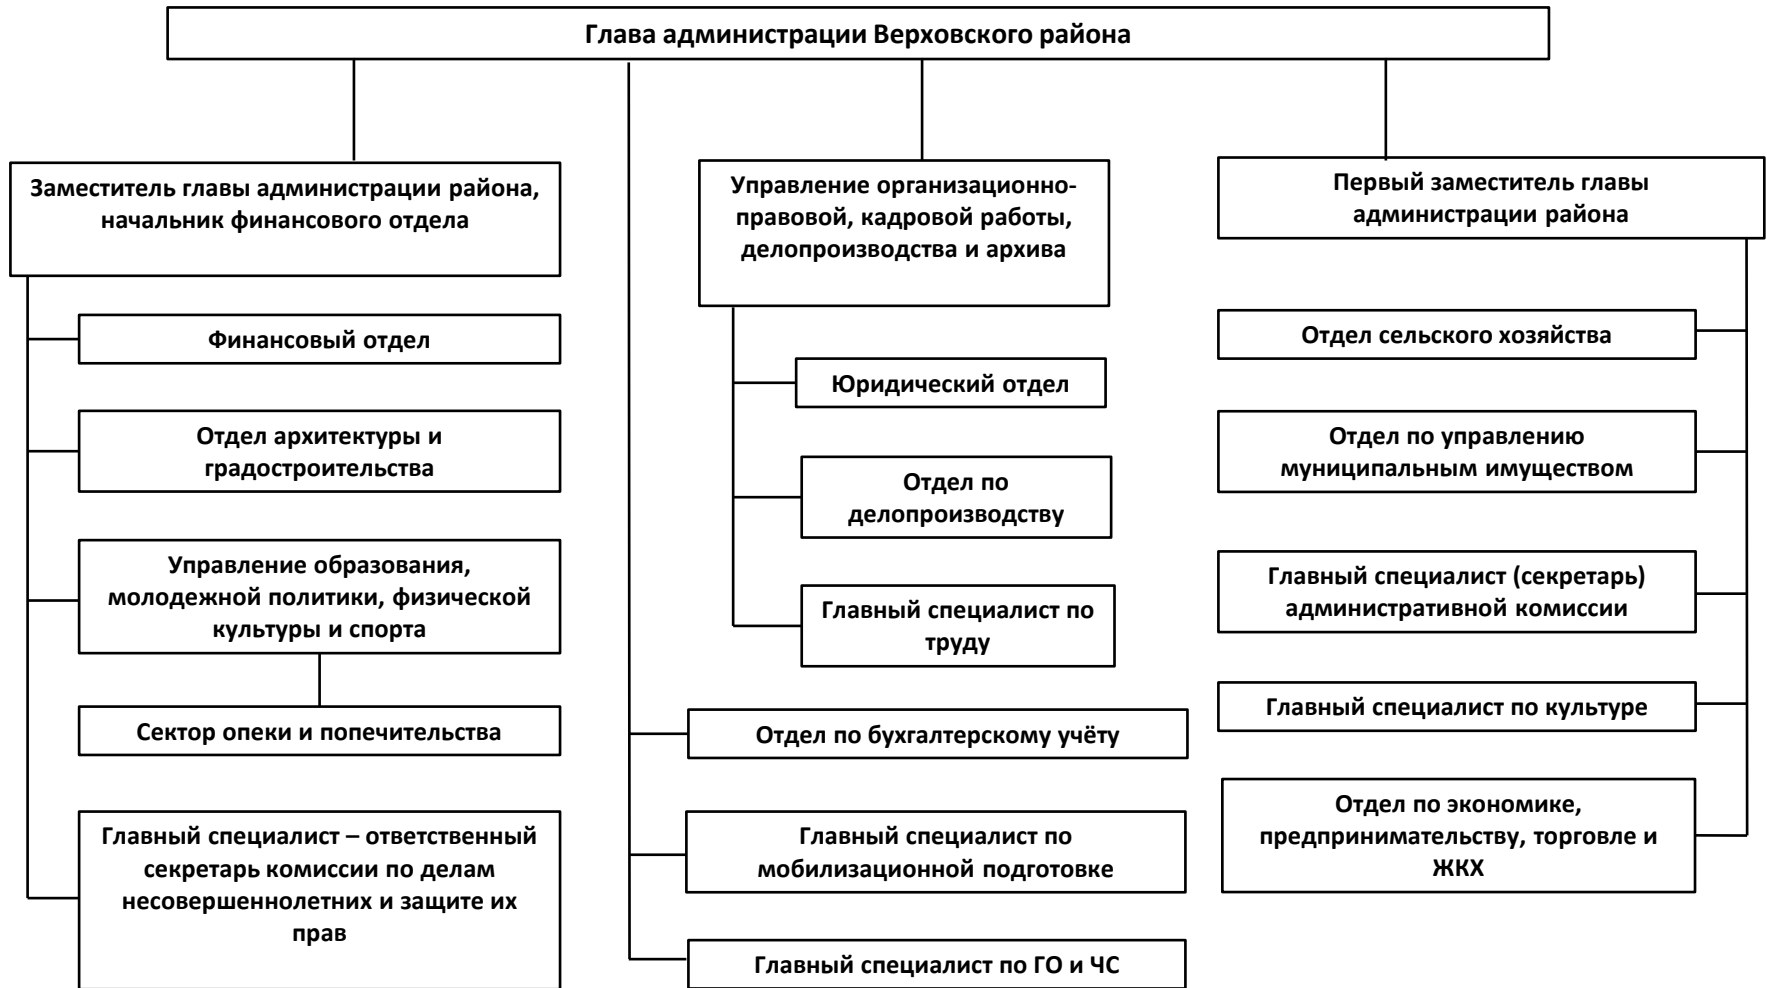 Глава администрации Верховского района
Заместитель главы администрации района,
начальник финансового отдела
Финансовый отдел
Отдел архитектуры и
градостроительства
Управление образования,
молодежной политики, физической
культуры и спорта
Сектор опеки и попечительства
Главный специалист – ответственный
секретарь комиссии по делам
несовершеннолетних и защите их
прав
Управление организационно-
правовой, кадровой работы,
делопроизводства и архива
Юридический отдел
Отдел по
делопроизводству
Главный специалист по
труду
Отдел по бухгалтерскому учёту
Главный специалист по
мобилизационной подготовке
Главный специалист по ГО и ЧС
Первый заместитель главы
администрации района
Отдел сельского хозяйства
Отдел по управлению
муниципальным имуществом
Главный специалист (секретарь)
административной комиссии
Главный специалист по культуре
Отдел по экономике,
предпринимательству, торговле и
ЖКХ